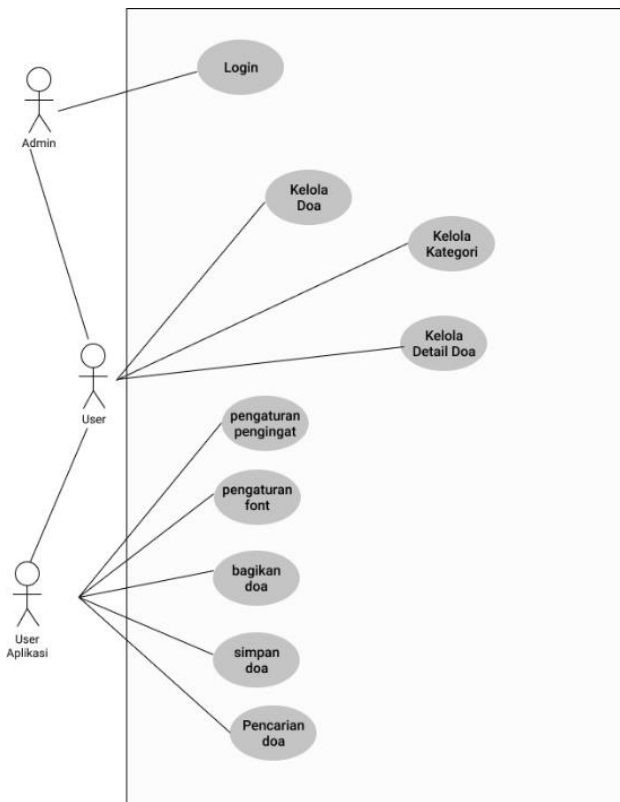 Login
Admin
Kelola
Doa
Kelola
Kategori
Kelola
Detail Doa
User
pengaturan
pengingat
pengaturan
font
bagikan
doa
User
Aplikasi
simpan
doa
Pencarian
doa